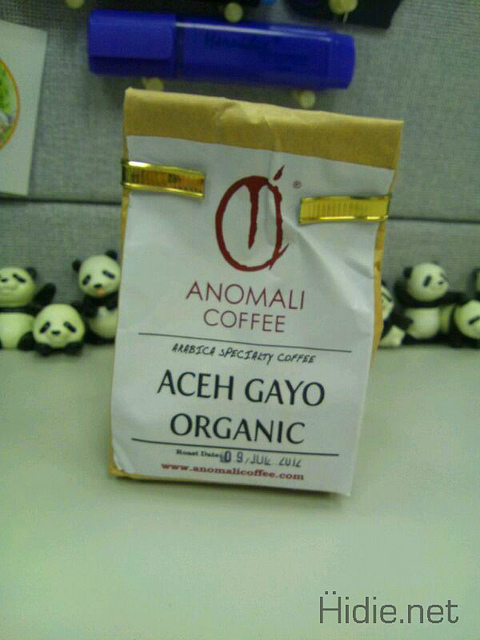 ®
ANOMALI
COFFEE
ARABICA SPECIALTY COFFEE
ACEH GAYO
ORGANIC
Roast Date: 09 JUL 2012
www.anomalicoffee.com
Hidie.net